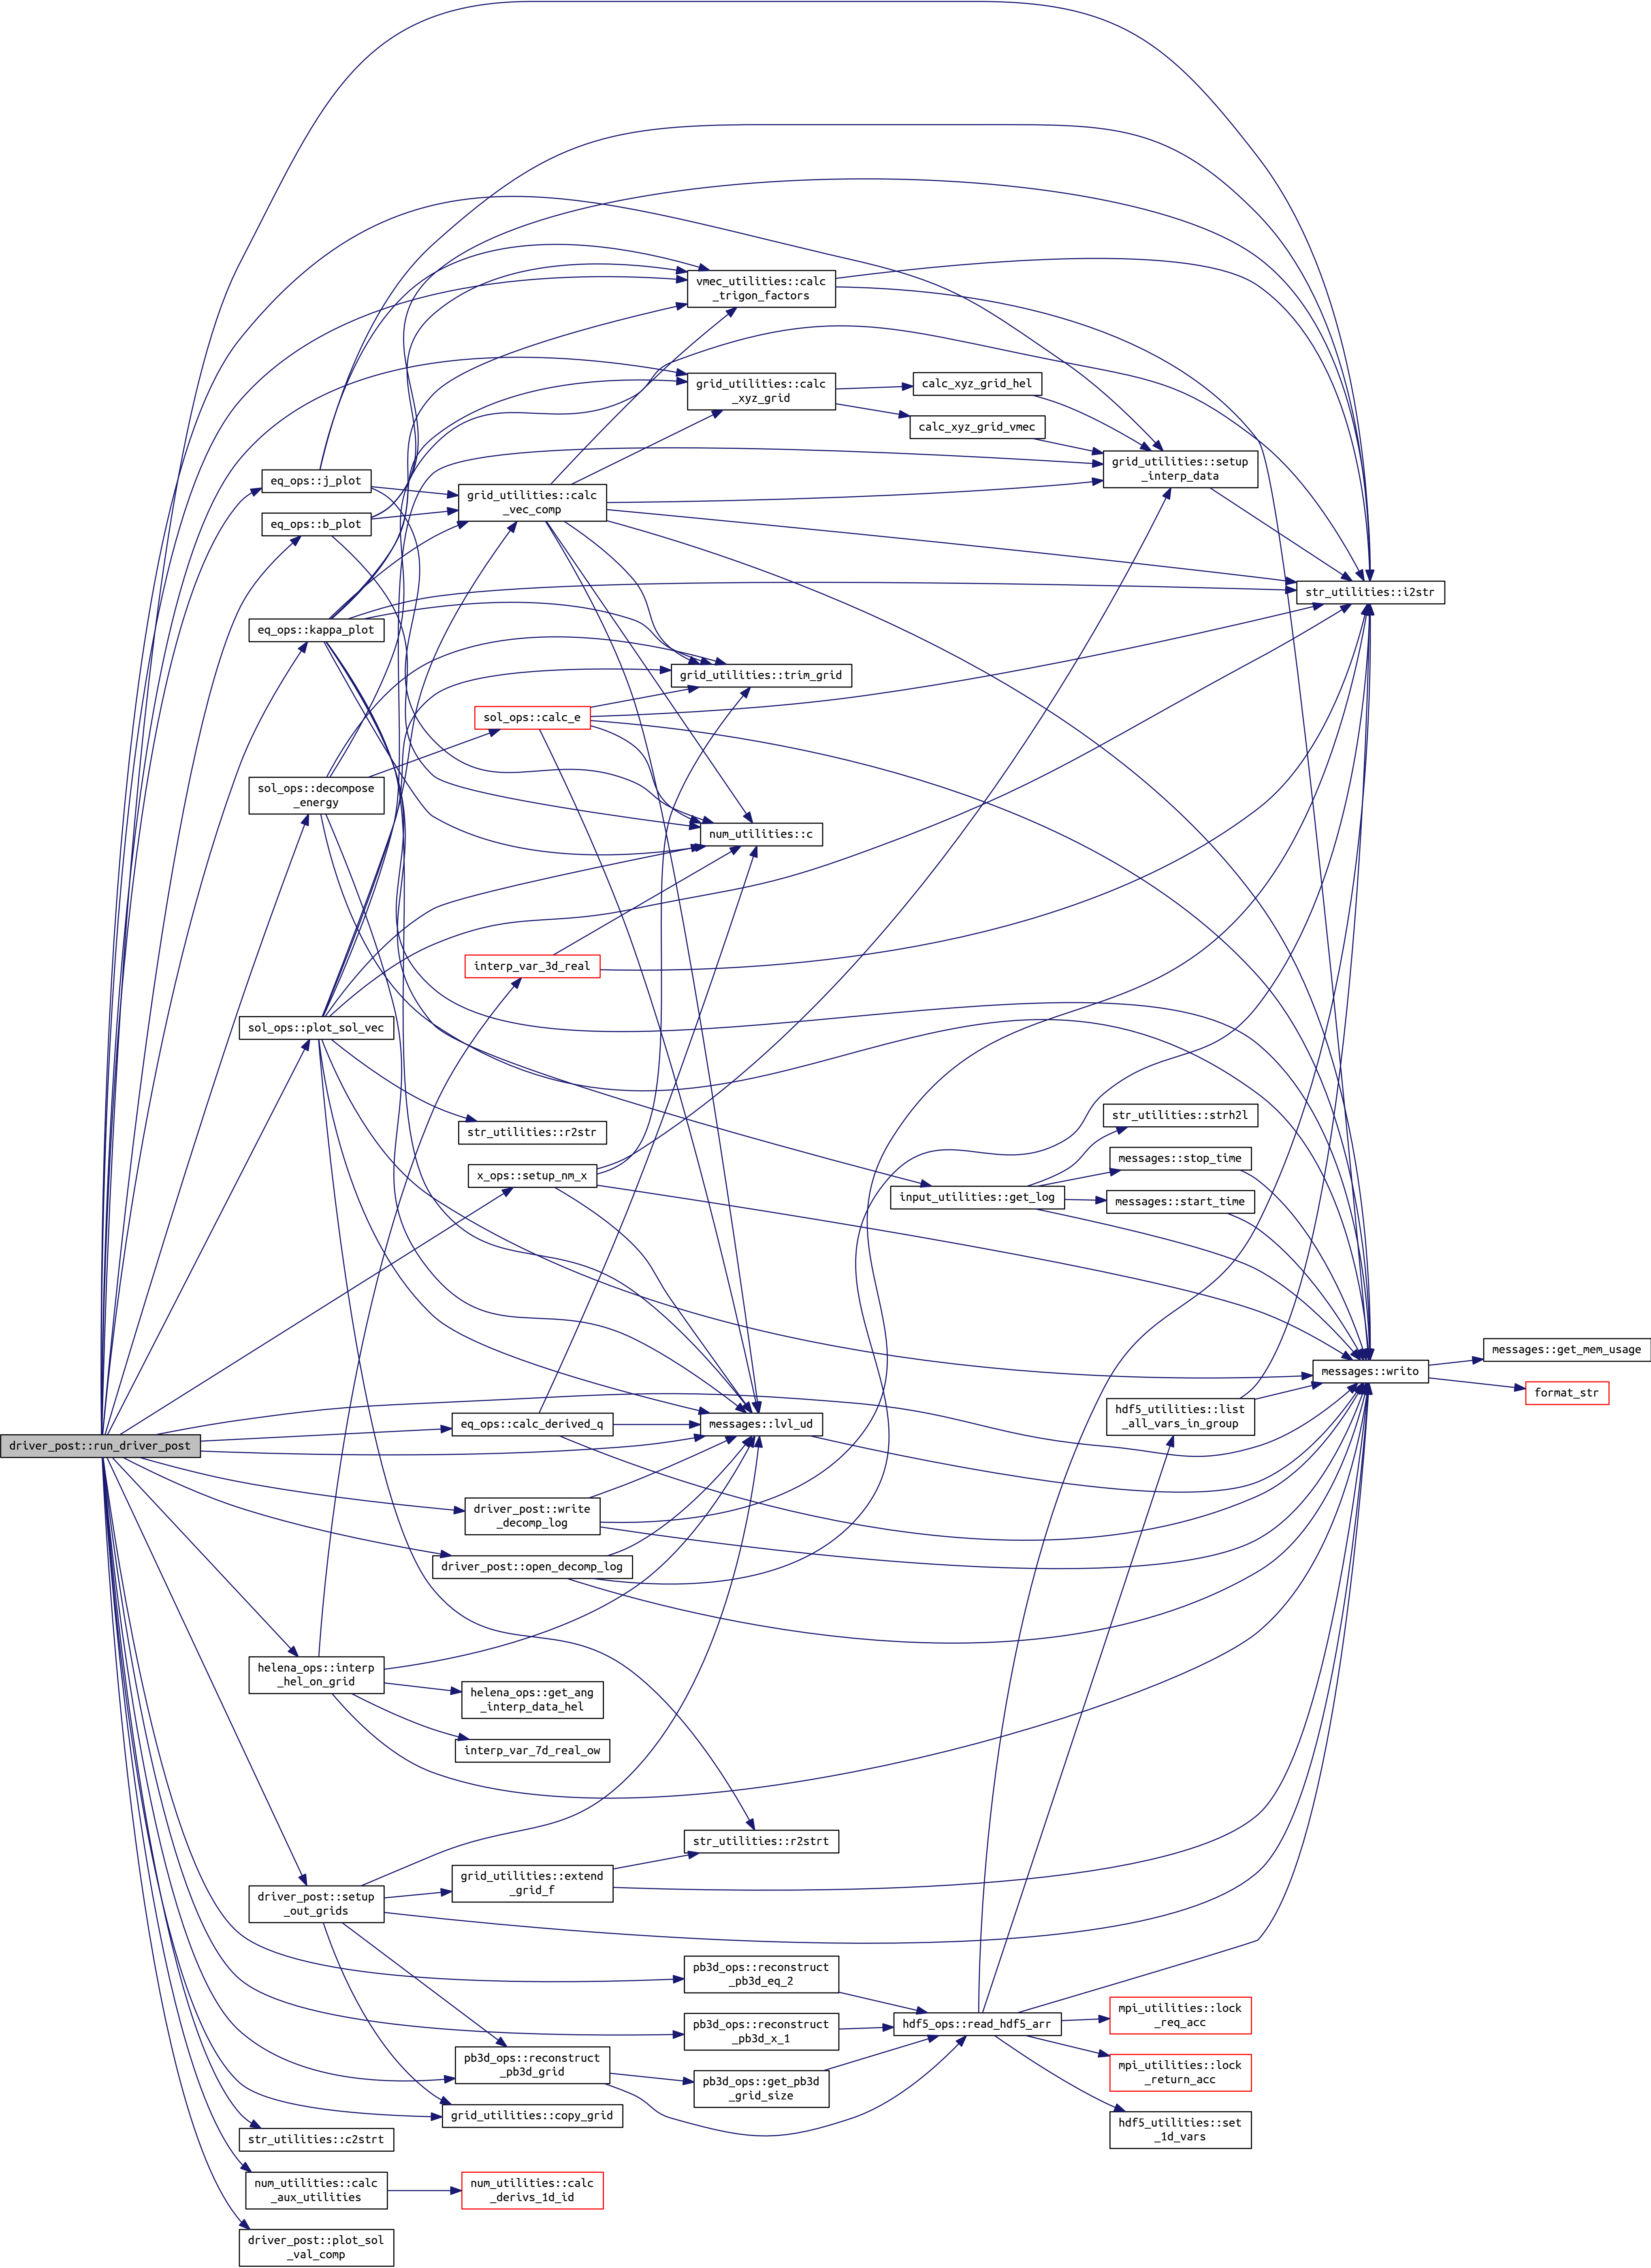 vmec_utilities::calc
_trigon_factors
grid_utilities::calc
_xyz_grid
calc_xyz_grid_hel
calc_xyz_grid_vmec
grid_utilities::setup
_interp_data
eq_ops::j_plot
grid_utilities::calc
_vec_comp
eq_ops::b_plot
str_utilities::i2str
eq_ops::kappa_plot
grid_utilities::trim_grid
sol_ops::calc_e
sol_ops::decompose
_energy
num_utilities::c
interp_var_3d_real
sol_ops::plot_sol_vec
str_utilities::r2str
str_utilities::strh2l
messages::stop_time
x_ops::setup_nm_x
input_utilities::get_log
messages::start_time
messages::get_mem_usage
messages::writo
format_str
hdf5_utilities::list
_all_vars_in_group
eq_ops::calc_derived_q
messages::lvl_ud
driver_post::run_driver_post
driver_post::write
_decomp_log
driver_post::open_decomp_log
helena_ops::interp
_hel_on_grid
helena_ops::get_ang
_interp_data_hel
interp_var_7d_real_ow
str_utilities::r2strt
grid_utilities::extend
_grid_f
driver_post::setup
_out_grids
pb3d_ops::reconstruct
_pb3d_eq_2
pb3d_ops::reconstruct
_pb3d_x_1
hdf5_ops::read_hdf5_arr
mpi_utilities::lock
_req_acc
pb3d_ops::reconstruct
_pb3d_grid
pb3d_ops::get_pb3d
_grid_size
mpi_utilities::lock
_return_acc
grid_utilities::copy_grid
hdf5_utilities::set
_1d_vars
str_utilities::c2strt
num_utilities::calc
_aux_utilities
num_utilities::calc
_derivs_1d_id
driver_post::plot_sol
_val_comp